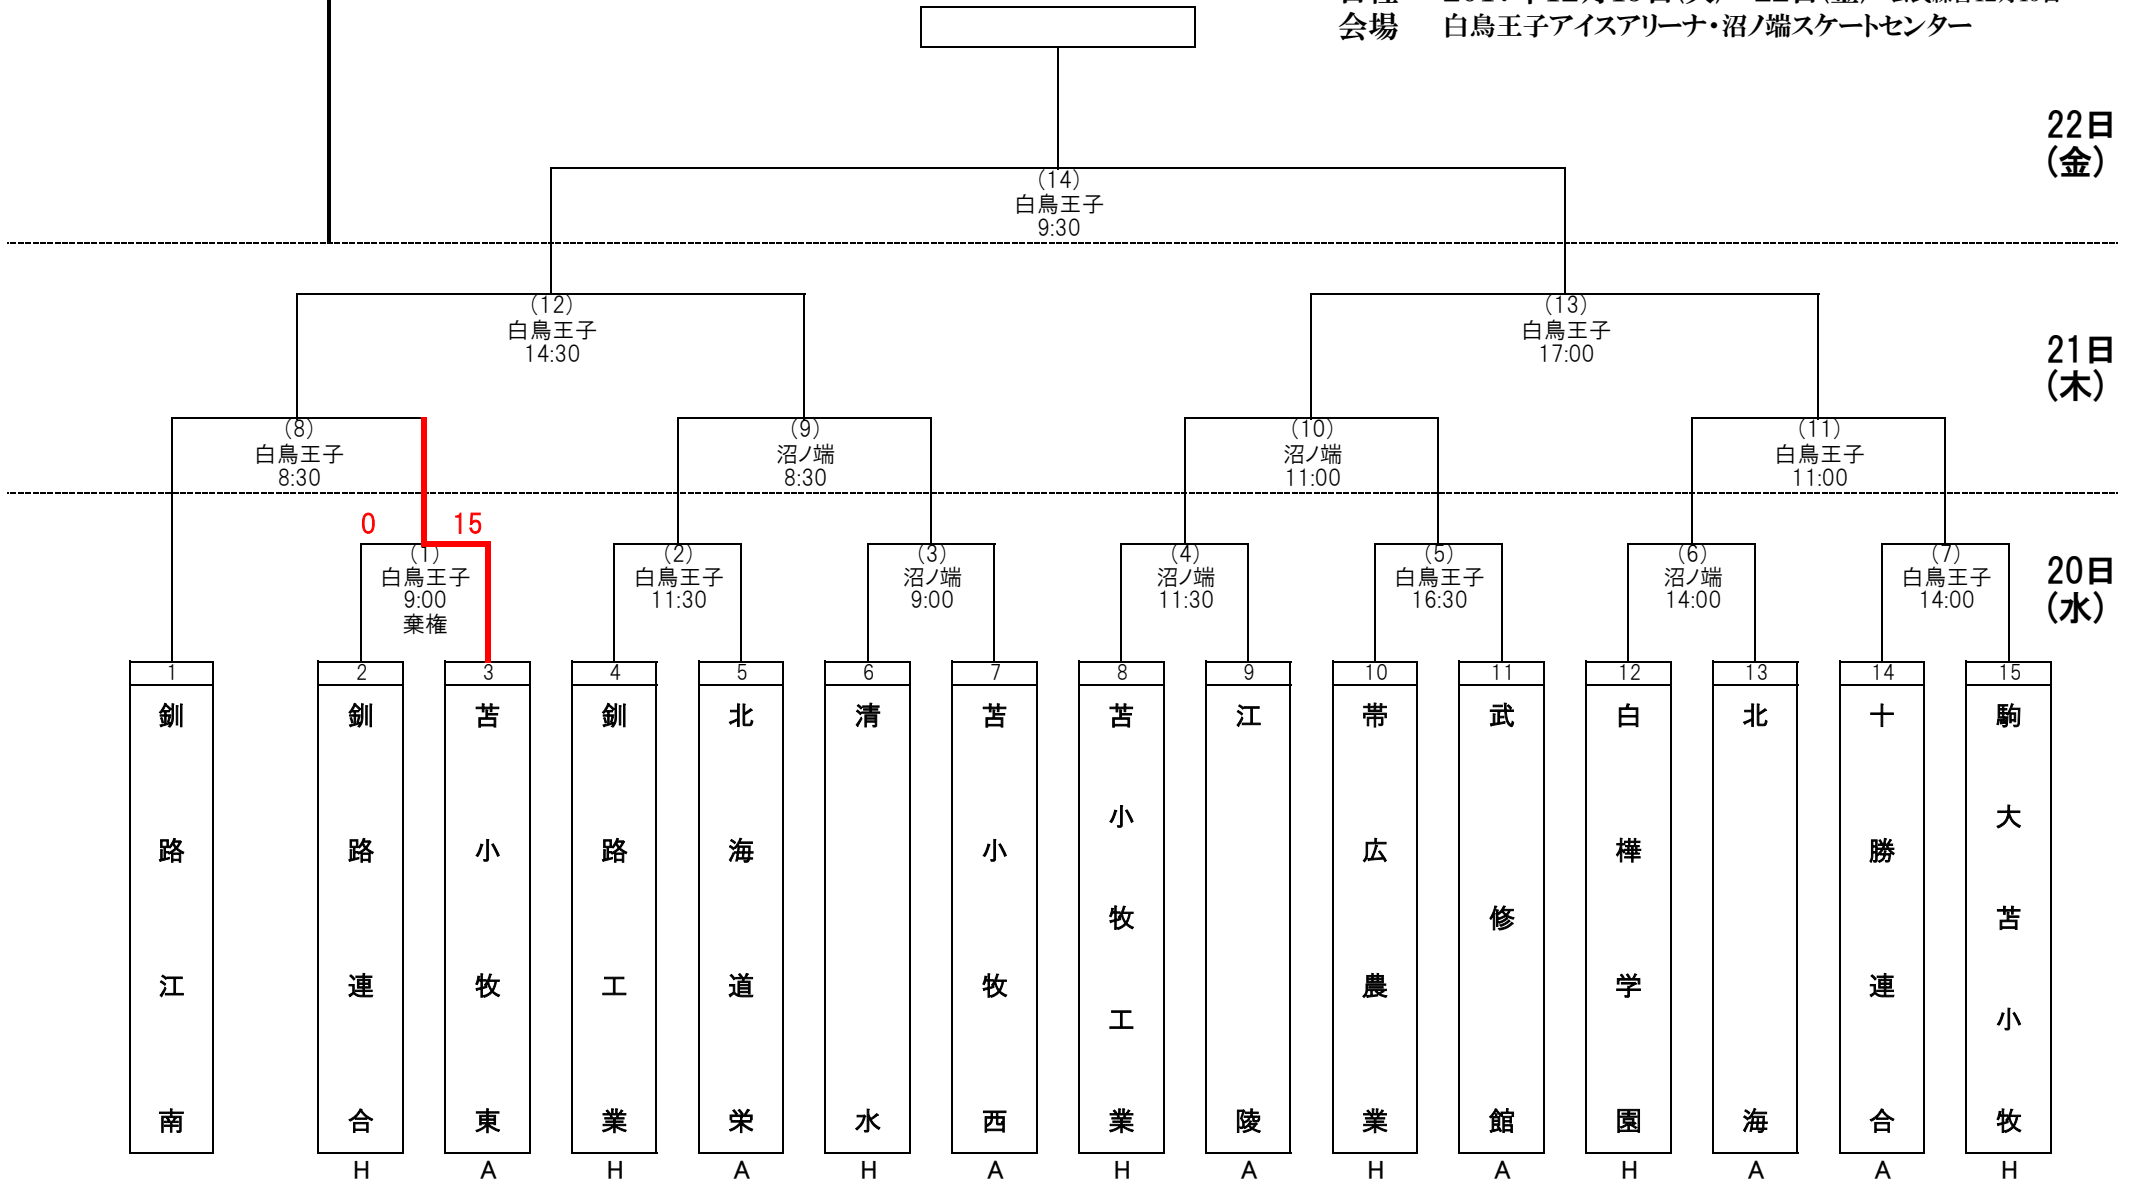 会場　白鳥王子アイスアリーナ・沼ノ端スケートセンター
22日
(金)
(14)
白鳥王子
9:30
(12)
白鳥王子
14:30
(13)
白鳥王子
17:00
21日
(木)
(8)
白鳥王子
8:30
(9)
沼ノ端
8:30
(10)
沼ノ端
11:00
(11)
白鳥王子
11:00
0 15
(1)
白鳥王子
9:00
棄権
(2)
白鳥王子
11:30
(3)
沼ノ端
9:00
(4)
沼ノ端
11:30
(5)
白鳥王子
16:30
(6)
沼ノ端
14:00
(7)
白鳥王子
14:00
20日
(水)
1
釧路江南
2
釧路連合
H
3
苫小牧東
A
4
釧路工業
H
5
北海道栄
A
6
清水
H
7
苫小牧西
A
8
苫小牧工業
H
9
江陵
A
10
帯広農業
H
11
武修館
A
12
白樺学園
H
13
北海
A
14
十勝連合
A
15
駒大苫小牧
H